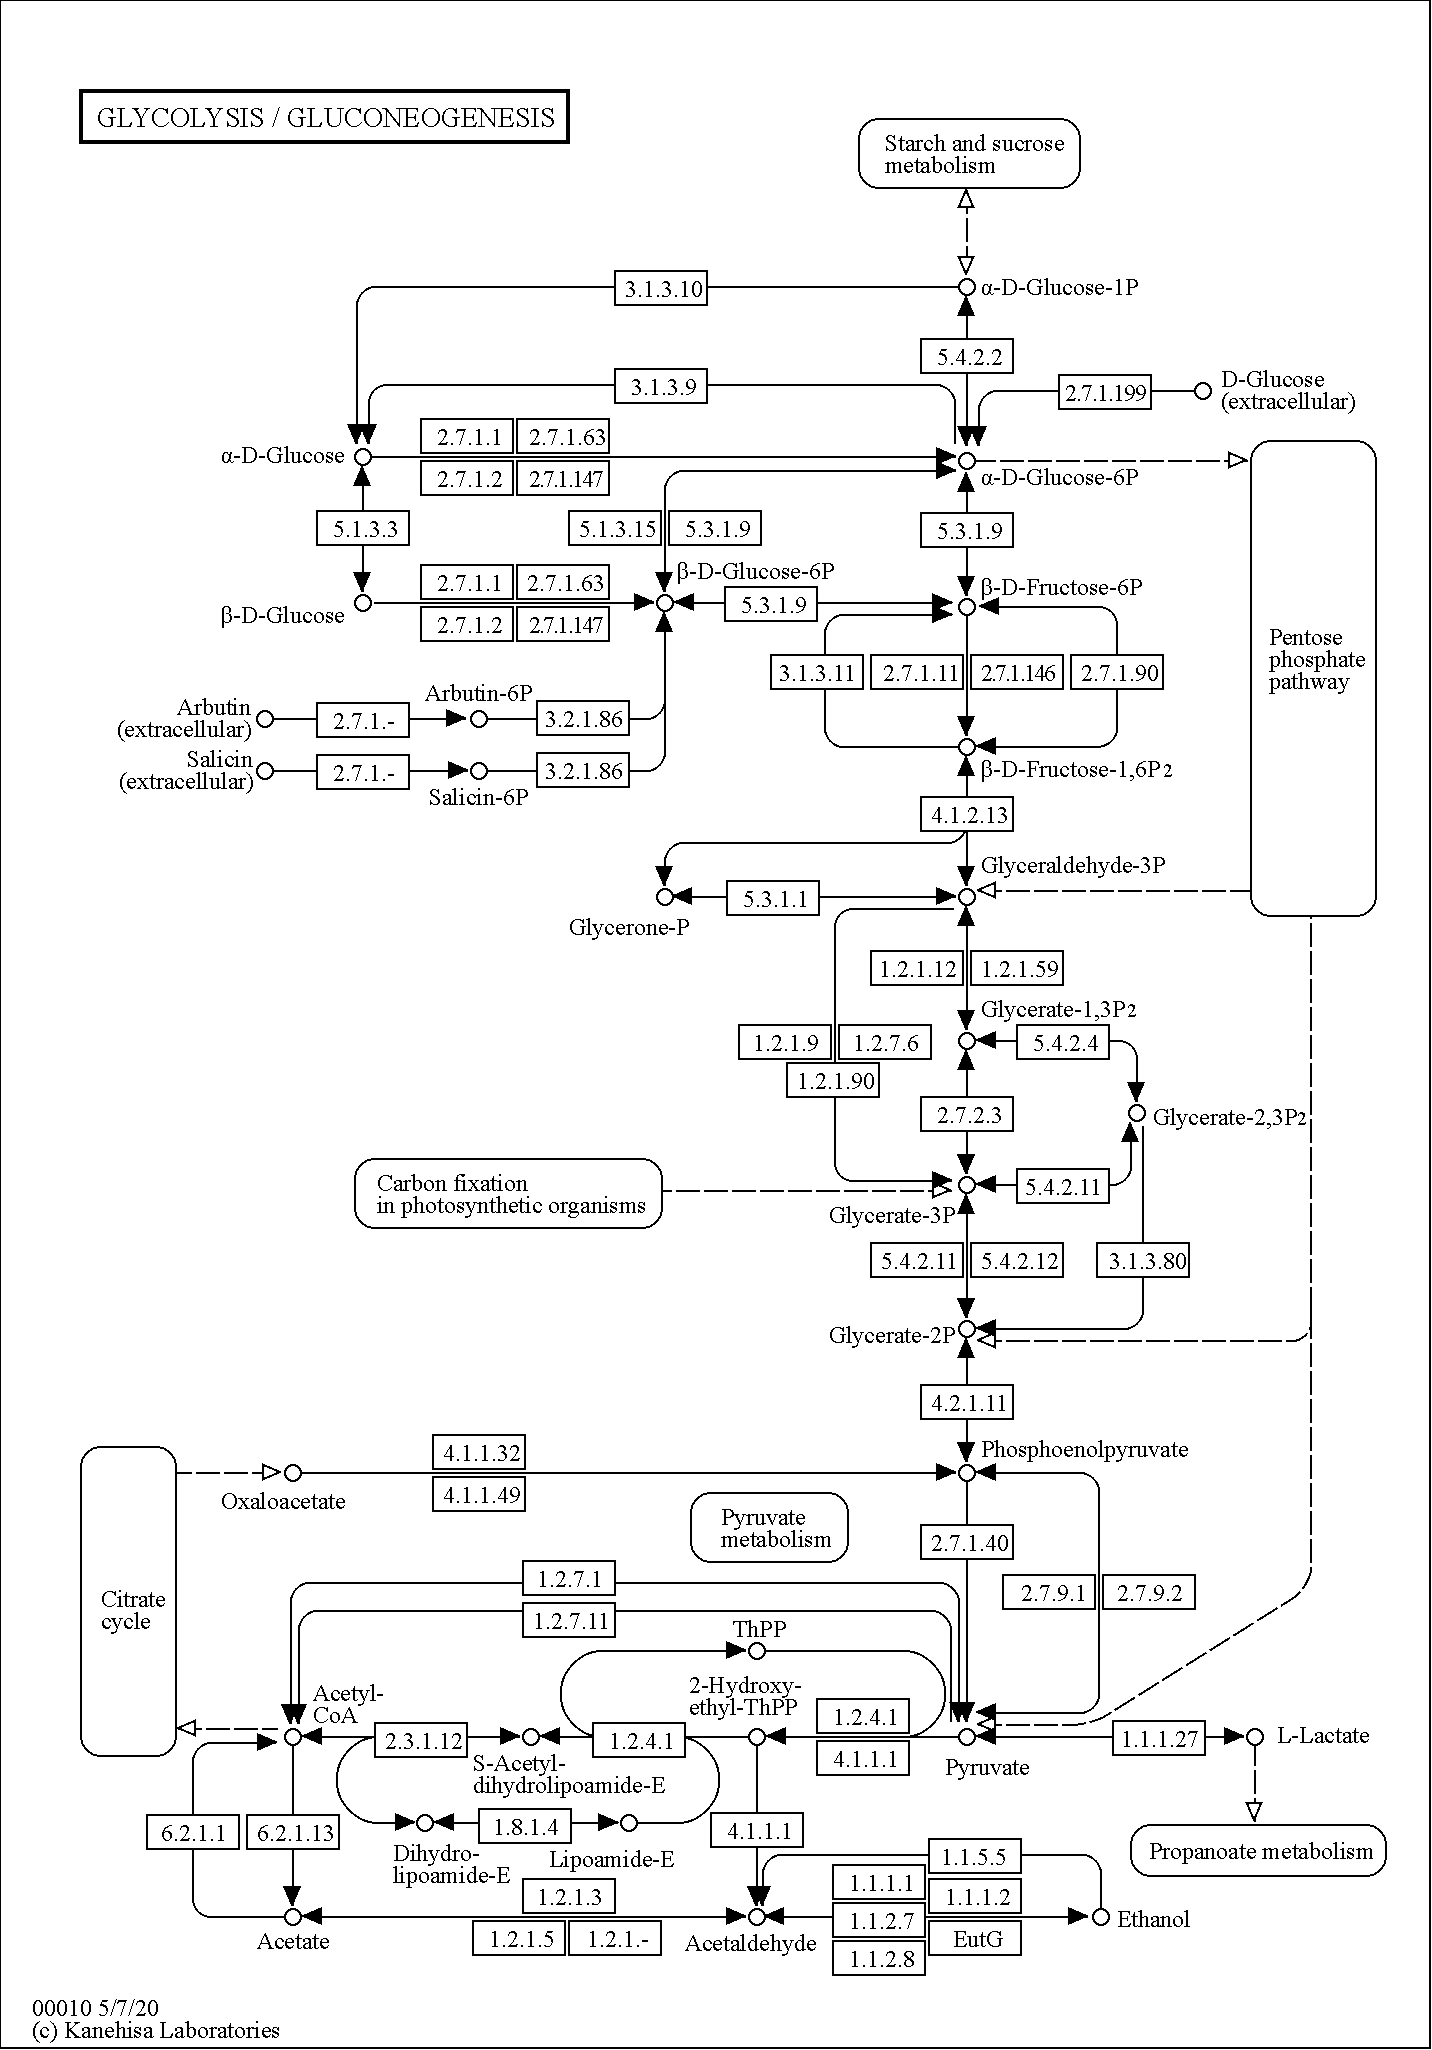 GLYCOLYSIS / GLUCONEOGENESIS
Starch and sucrose
metabolism
3.1.3.10
α-D-Glucose-1P
5.4.2.2
3.1.3.9
2.7.1.199
D-Glucose
(extracellular)
2.7.1.1
2.7.1.63
α-D-Glucose
2.7.1.2
2.7.1.147
α-D-Glucose-6P
5.1.3.3
5.1.3.15
5.3.1.9
5.3.1.9
2.7.1.1
2.7.1.63
β-D-Glucose-6P
β-D-Fructose-6P
β-D-Glucose
5.3.1.9
2.7.1.2
2.7.1.147
Pentose
phosphate
pathway
3.1.3.11
2.7.1.11
2.7.1.146
2.7.1.90
Arbutin
(extracellular)
2.7.1.-
Arbutin-6P
3.2.1.86
Salicin
(extracellular)
2.7.1.-
Salicin-6P
3.2.1.86
β-D-Fructose-1,6P2
4.1.2.13
Glyceraldehyde-3P
5.3.1.1
Glycerone-P
1.2.1.12
1.2.1.59
Glycerate-1,3P2
1.2.1.9
1.2.7.6
1.2.1.90
5.4.2.4
2.7.2.3
Glycerate-2,3P2
Carbon fixation
in photosynthetic organisms
5.4.2.11
Glycerate-3P
5.4.2.11
5.4.2.12
3.1.3.80
Glycerate-2P
4.2.1.11
4.1.1.32
Phosphoenolpyruvate
Oxaloacetate
4.1.1.49
Pyruvate
metabolism
2.7.1.40
1.2.7.1
2.7.9.1
2.7.9.2
Citrate
cycle
1.2.7.11
ThPP
Acetyl-
CoA
2-Hydroxy-
ethyl-ThPP
1.2.4.1
2.3.1.12
1.2.4.1
4.1.1.1
1.1.1.27
L-Lactate
S-Acetyl-
dihydrolipoamide-E
Pyruvate
6.2.1.1
6.2.1.13
1.8.1.4
4.1.1.1
Dihydro-
lipoamide-E
Lipoamide-E
1.1.5.5
Propanoate metabolism
1.2.1.3
1.1.1.1
1.1.1.2
Acetate
1.2.1.5
1.2.1.-
Acetaldehyde
1.1.2.7
EutG
Ethanol
1.1.2.8
00010 5/7/20
(c) Kanehisa Laboratories